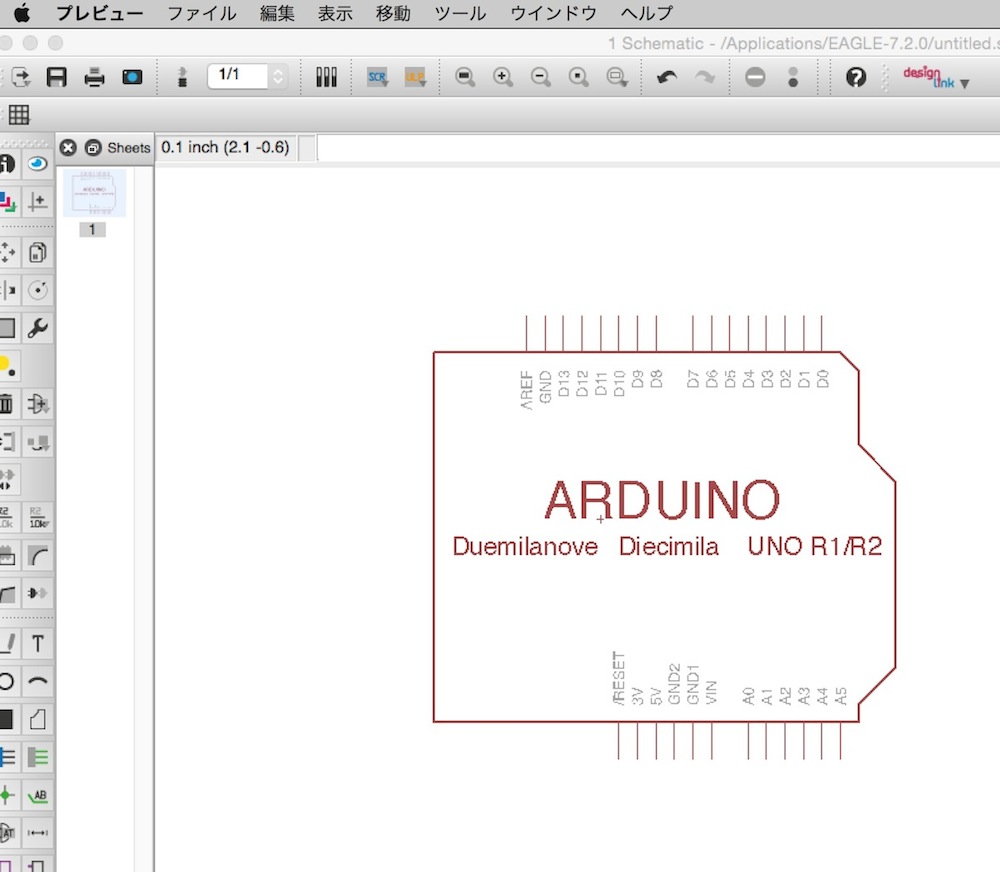 プレビュー ファイル 編集 表示 移動 ツール ウインドウ ヘルプ
1 Schematic - /Applications/EAGLE-7.2.0/untitled.s
1/1 SCR ULP design link
Sheets 0.1 inch (2.1 -0.6)
ARDUINO
1
AREF GND D13 D12 D11 D10 D9 D8 D7 D6 D5 D4 D3 D2 D1 D0
ARDUINO
Duemilanove Diecimila UNO R1/R2
/RESET 3V 5V GND2 GND1 VIN A0 A1 A2 A3 A4 A5
R2 R2
10k 10k
T
AB